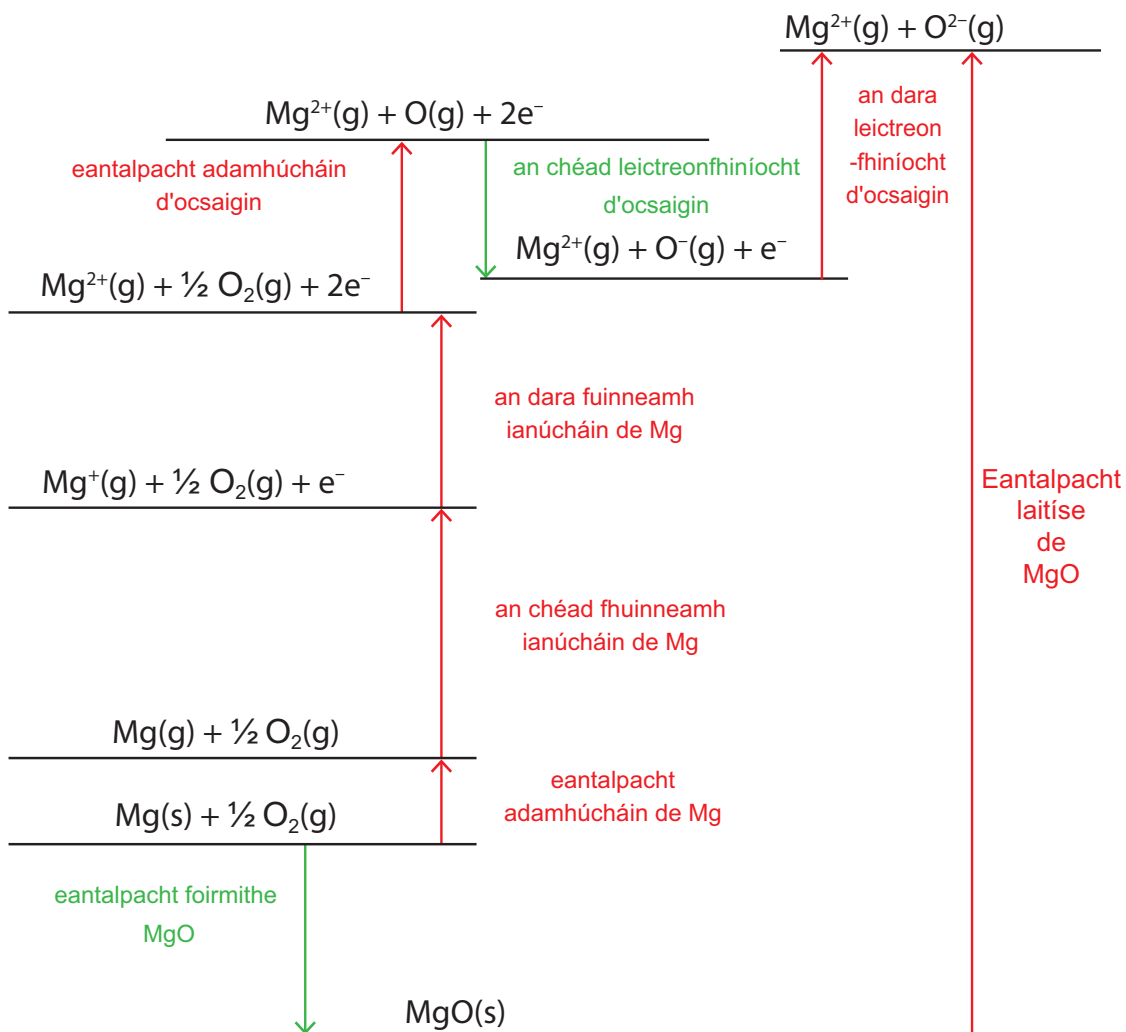 Mg²⁺(g) + O²⁻(g)
an dara
leictreon
-fhiníocht
d'ocsaigin
Mg²⁺(g) + O(g) + 2e⁻
eantalpacht adamhúcháin
d'ocsaigin
an chéad leictreonfhiníocht
d'ocsaigin
Mg²⁺(g) + O⁻(g) + e⁻
Mg²⁺(g) + ½ O₂(g) + 2e⁻
an dara fuinneamh
ianúcháin de Mg
Mg⁺(g) + ½ O₂(g) + e⁻
Eantalpacht
laitíse
de
MgO
an chéad fhuinneamh
ianúcháin de Mg
Mg(g) + ½ O₂(g)
eantalpacht
adamhúcháin de Mg
Mg(s) + ½ O₂(g)
eantalpacht foirmithe
MgO
MgO(s)